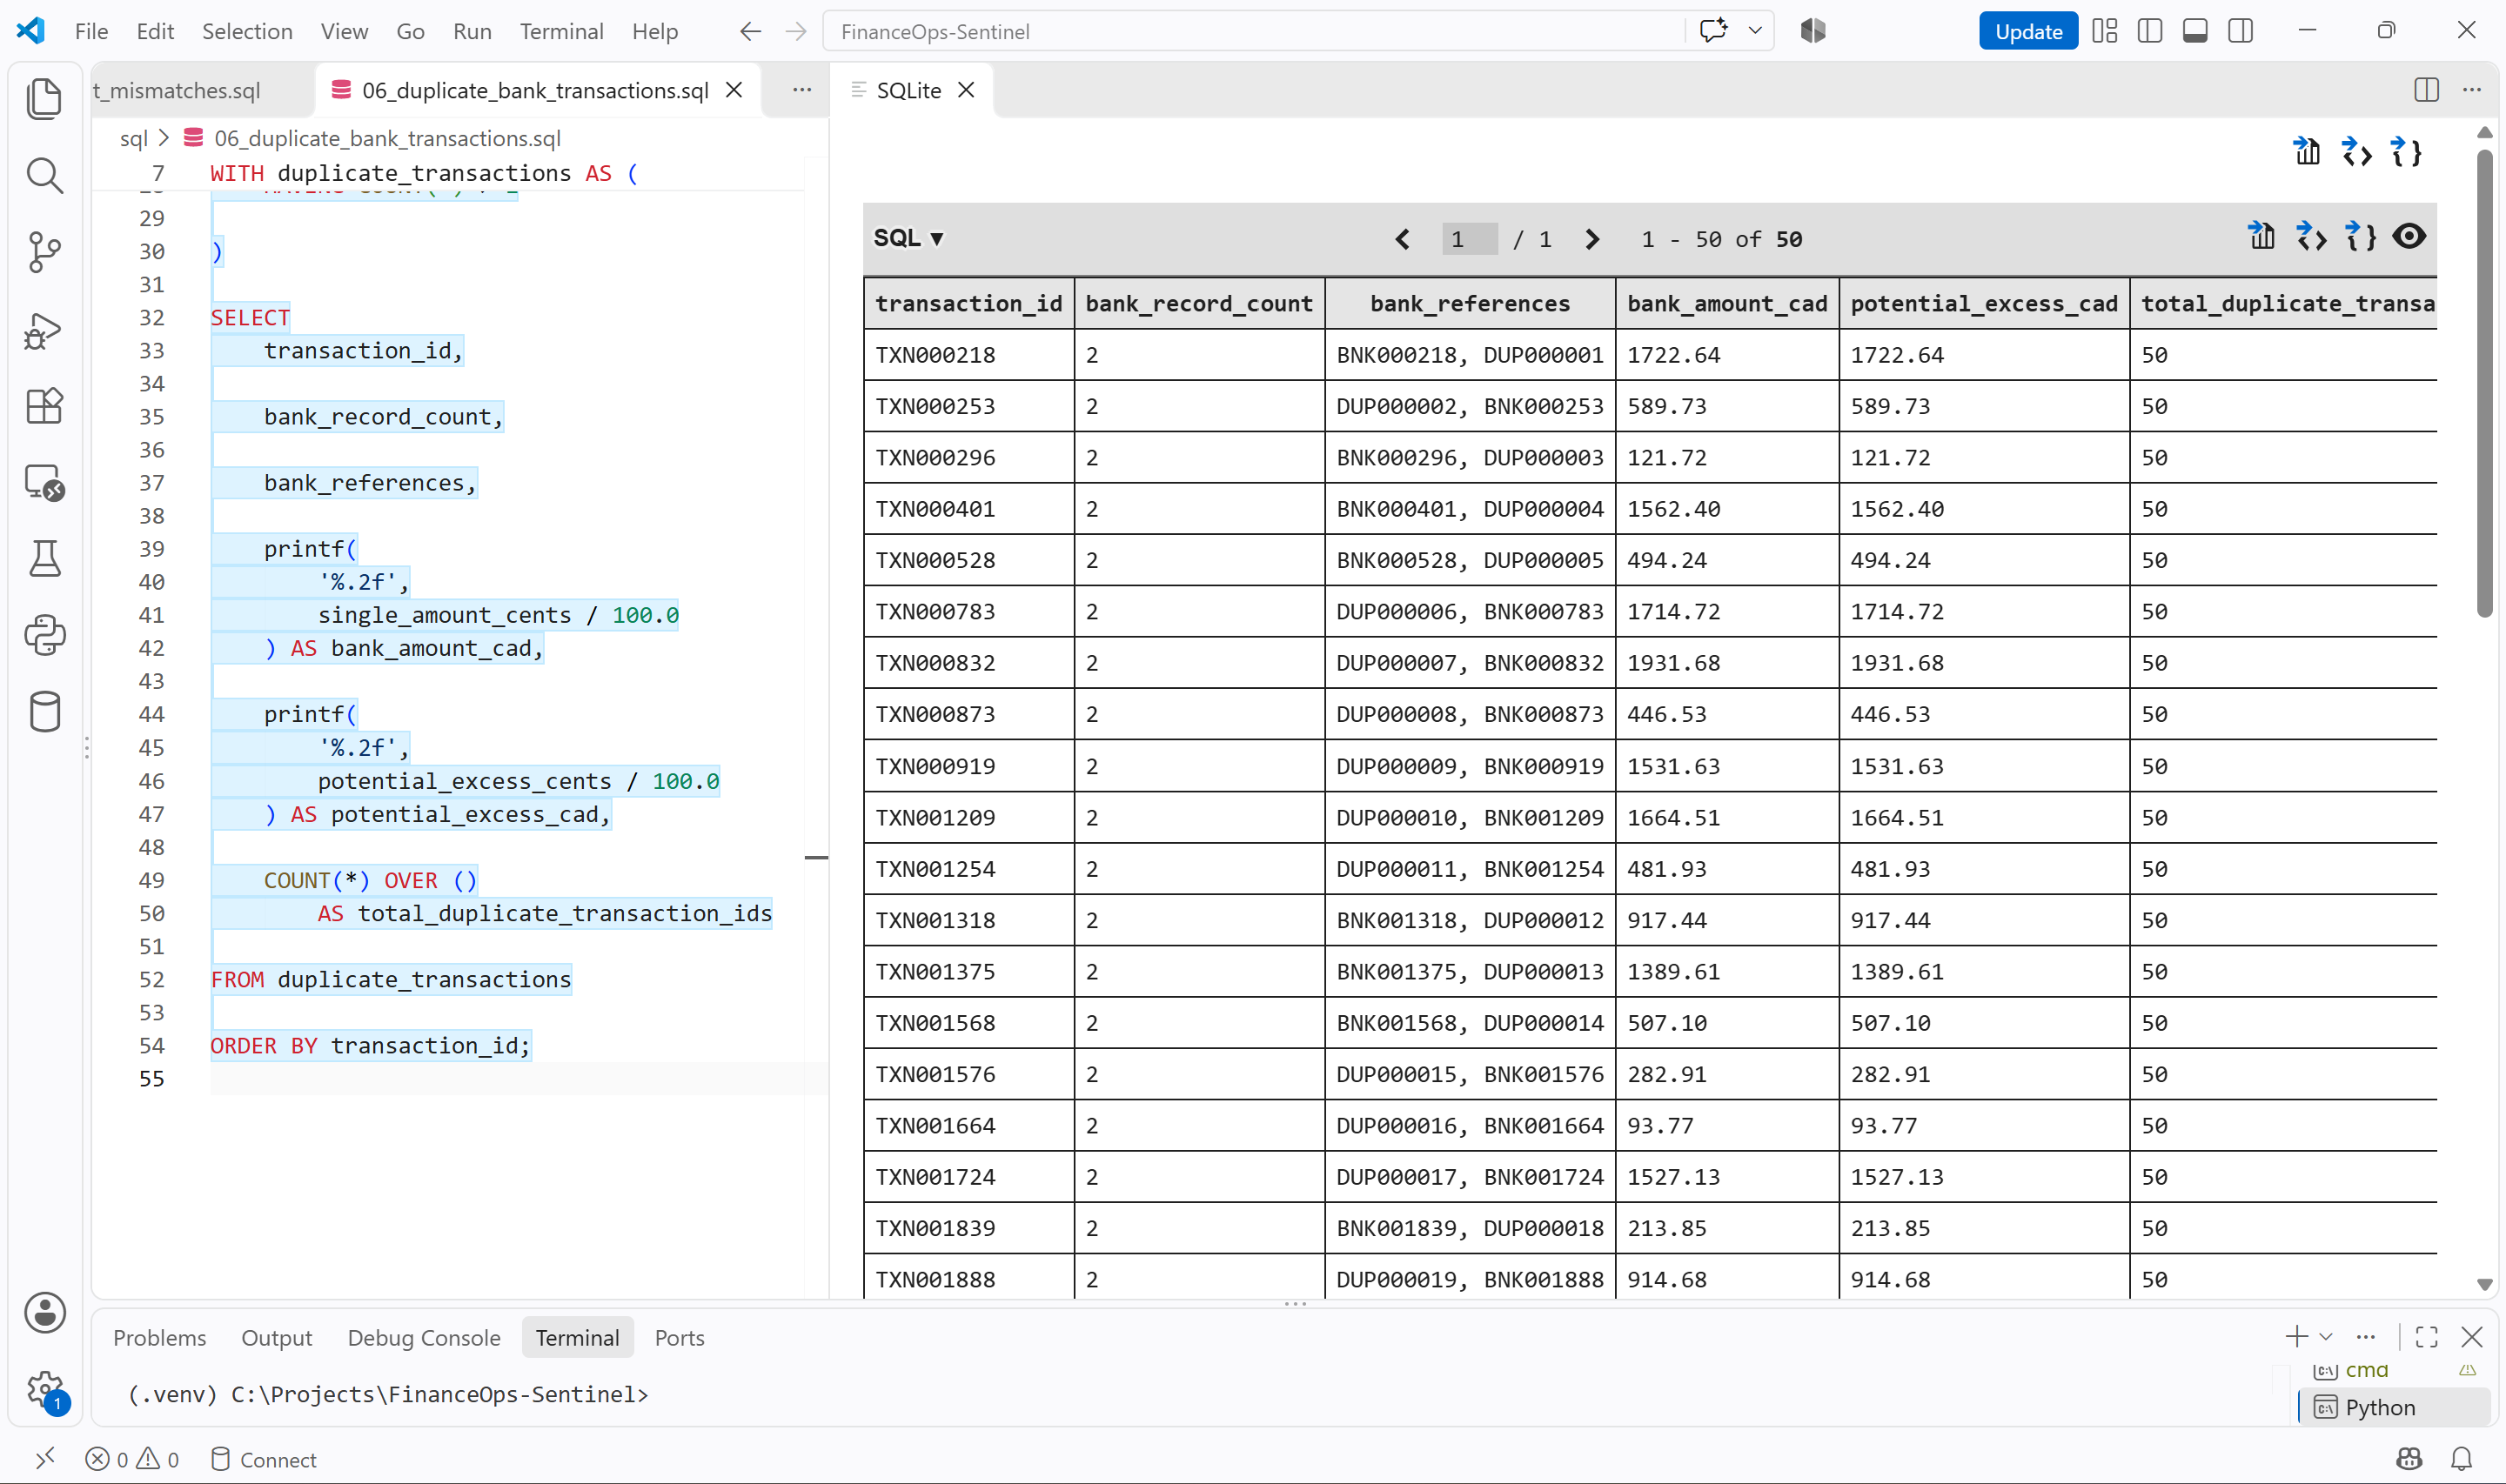 File Edit Selection View Go Run Terminal Help
FinanceOps-Sentinel
Update
t_mismatches.sql
06_duplicate_bank_transactions.sql
SQLite
sql > 06_duplicate_bank_transactions.sql
7 WITH duplicate_transactions AS (
29
30 )
31
32 SELECT
33 transaction_id,
34
35 bank_record_count,
36
37 bank_references,
38
39 printf(
40 '%.2f',
41 single_amount_cents / 100.0
42 ) AS bank_amount_cad,
43
44 printf(
45 '%.2f',
46 potential_excess_cents / 100.0
47 ) AS potential_excess_cad,
48
49 COUNT(*) OVER ()
50 AS total_duplicate_transaction_ids
51
52 FROM duplicate_transactions
53
54 ORDER BY transaction_id;
55
SQL ▼ 1 / 1 1 - 50 of 50
transaction_id bank_record_count bank_references bank_amount_cad potential_excess_cad total_duplicate_transa
TXN000218 2 BNK000218, DUP000001 1722.64 1722.64 50
TXN000253 2 DUP000002, BNK000253 589.73 589.73 50
TXN000296 2 BNK000296, DUP000003 121.72 121.72 50
TXN000401 2 BNK000401, DUP000004 1562.40 1562.40 50
TXN000528 2 BNK000528, DUP000005 494.24 494.24 50
TXN000783 2 DUP000006, BNK000783 1714.72 1714.72 50
TXN000832 2 DUP000007, BNK000832 1931.68 1931.68 50
TXN000873 2 DUP000008, BNK000873 446.53 446.53 50
TXN000919 2 DUP000009, BNK000919 1531.63 1531.63 50
TXN001209 2 DUP000010, BNK001209 1664.51 1664.51 50
TXN001254 2 DUP000011, BNK001254 481.93 481.93 50
TXN001318 2 BNK001318, DUP000012 917.44 917.44 50
TXN001375 2 BNK001375, DUP000013 1389.61 1389.61 50
TXN001568 2 BNK001568, DUP000014 507.10 507.10 50
TXN001576 2 DUP000015, BNK001576 282.91 282.91 50
TXN001664 2 DUP000016, BNK001664 93.77 93.77 50
TXN001724 2 DUP000017, BNK001724 1527.13 1527.13 50
TXN001839 2 BNK001839, DUP000018 213.85 213.85 50
TXN001888 2 DUP000019, BNK001888 914.68 914.68 50
Problems Output Debug Console Terminal Ports
(.venv) C:\Projects\FinanceOps-Sentinel>
cmd
Python
1
0 0 Connect